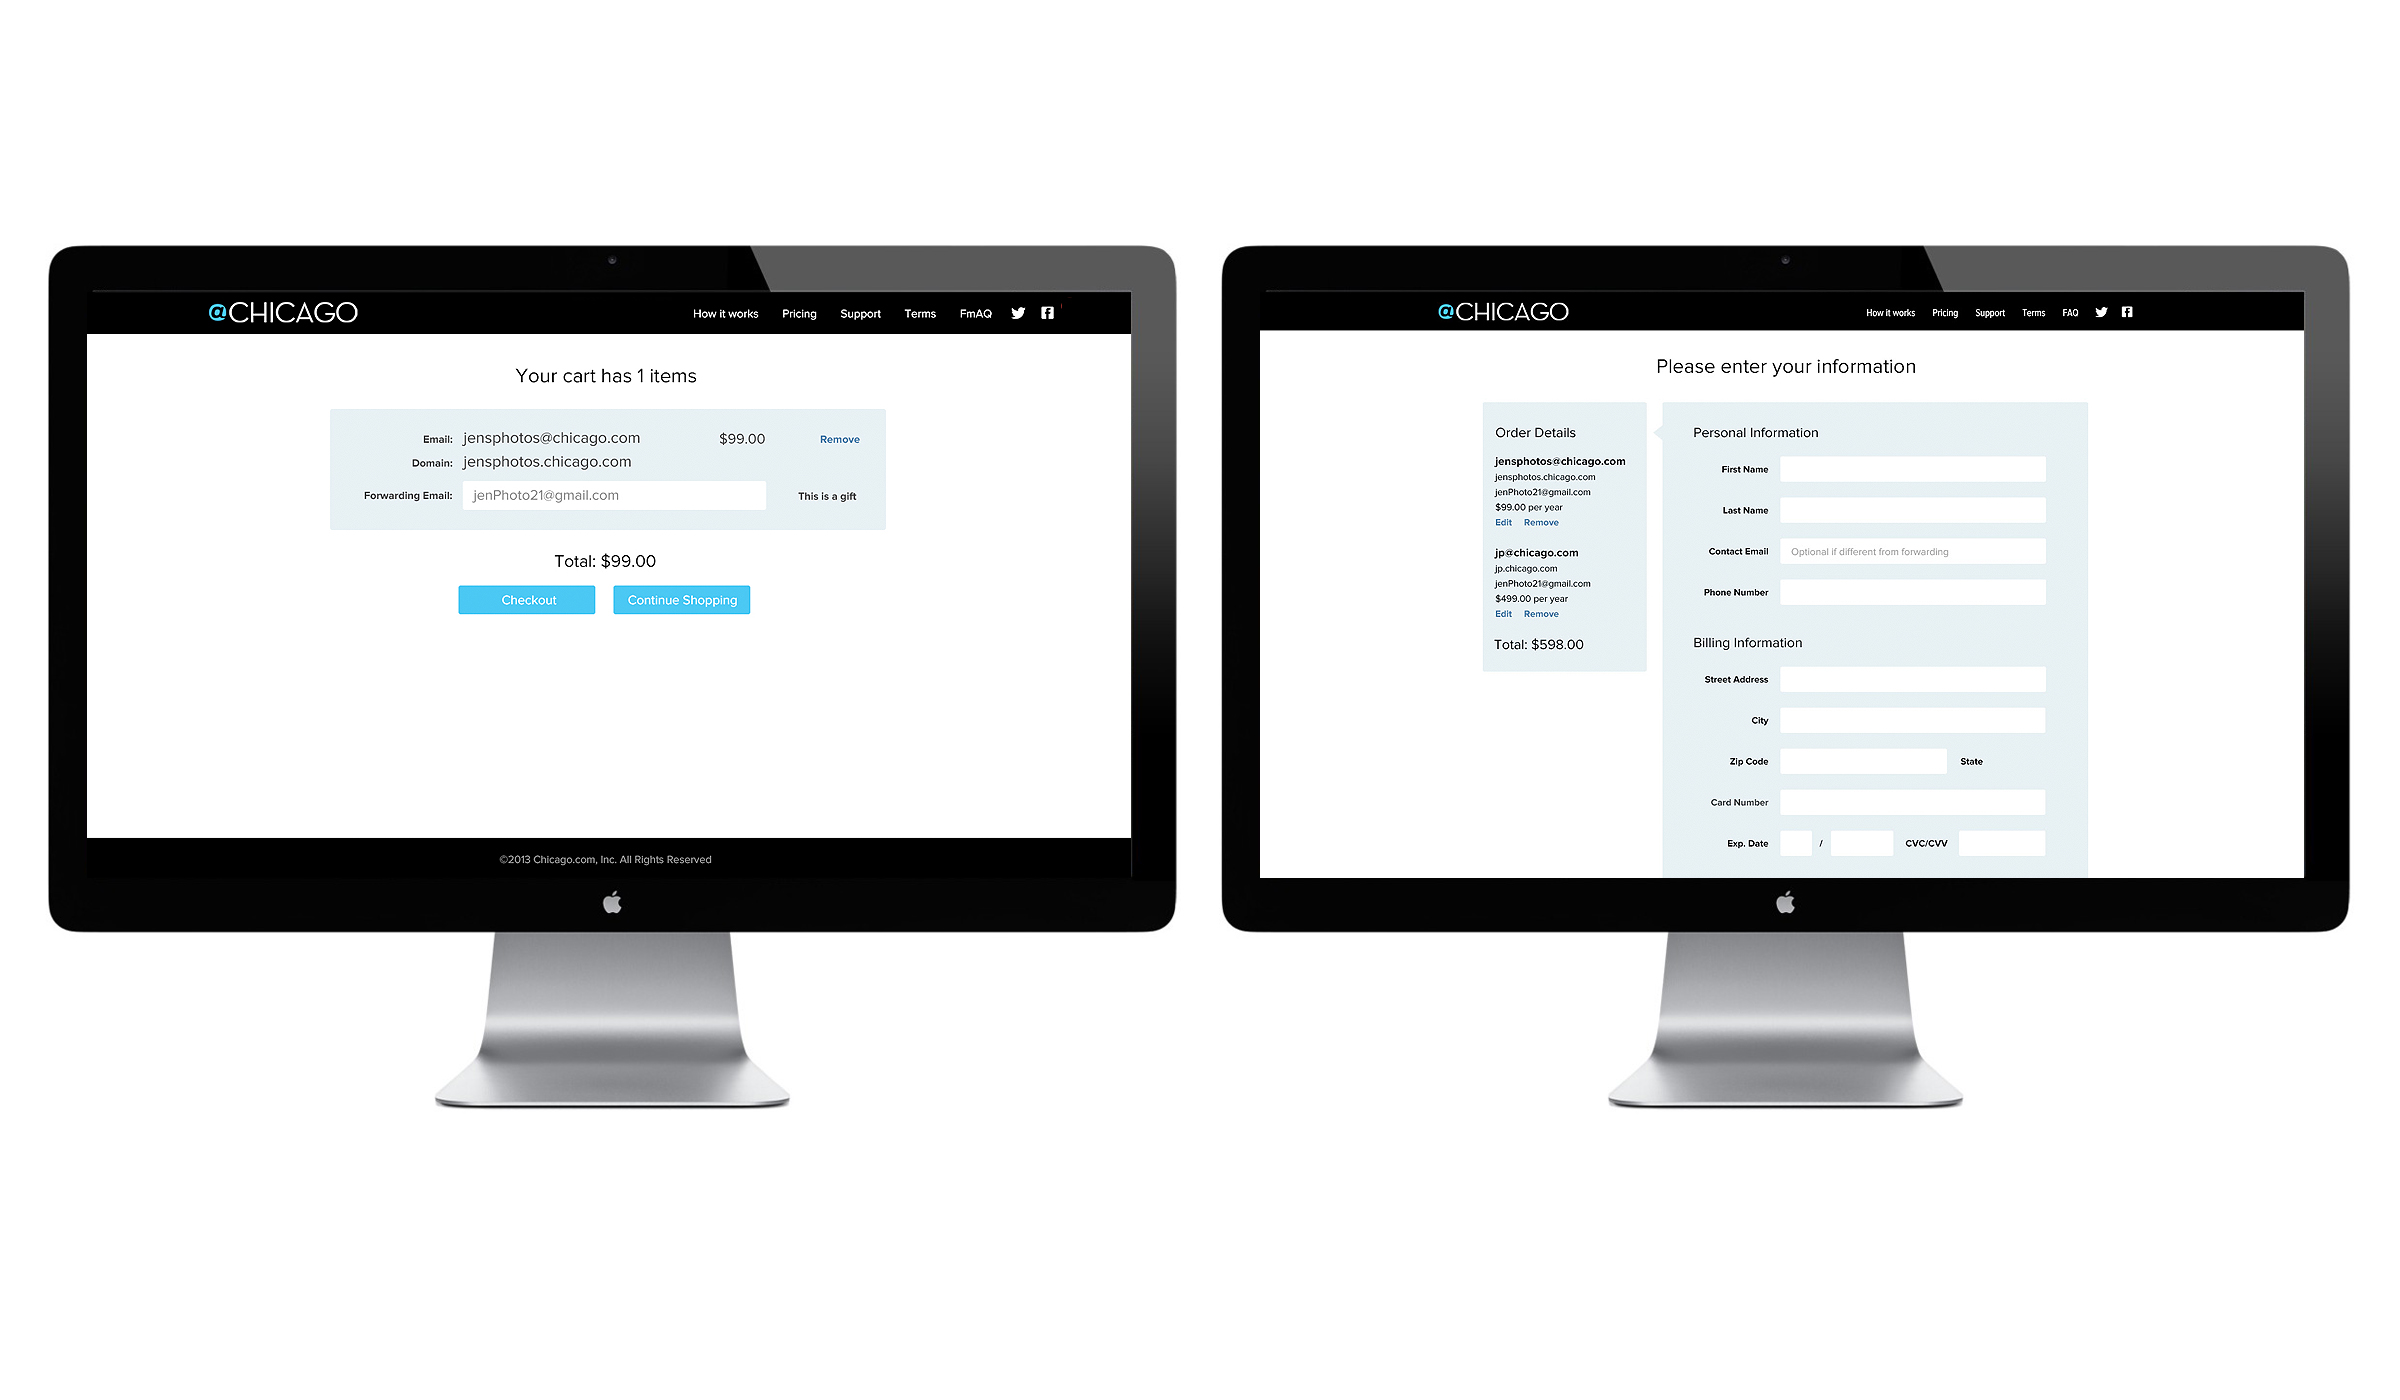 @CHICAGO How it works Pricing Support Terms FmAQ
Your cart has 1 items
Email: jensphotos@chicago.com $99.00 Remove
Domain: jensphotos.chicago.com
Forwarding Email: jenPhoto21@gmail.com This is a gift
Total: $99.00
Checkout Continue Shopping
©2013 Chicago.com, Inc. All Rights Reserved
@CHICAGO How it works Pricing Support Terms FAQ
Please enter your information
Order Details
jensphotos@chicago.com
jensphotos.chicago.com
jenPhoto21@gmail.com
$99.00 per year
Edit Remove
jp@chicago.com
jp.chicago.com
jenPhoto21@gmail.com
$499.00 per year
Edit Remove
Total: $598.00
Personal Information
First Name
Last Name
Contact Email Optional if different from forwarding
Phone Number
Billing Information
Street Address
City
Zip Code State
Card Number
Exp. Date / CVC/CVV